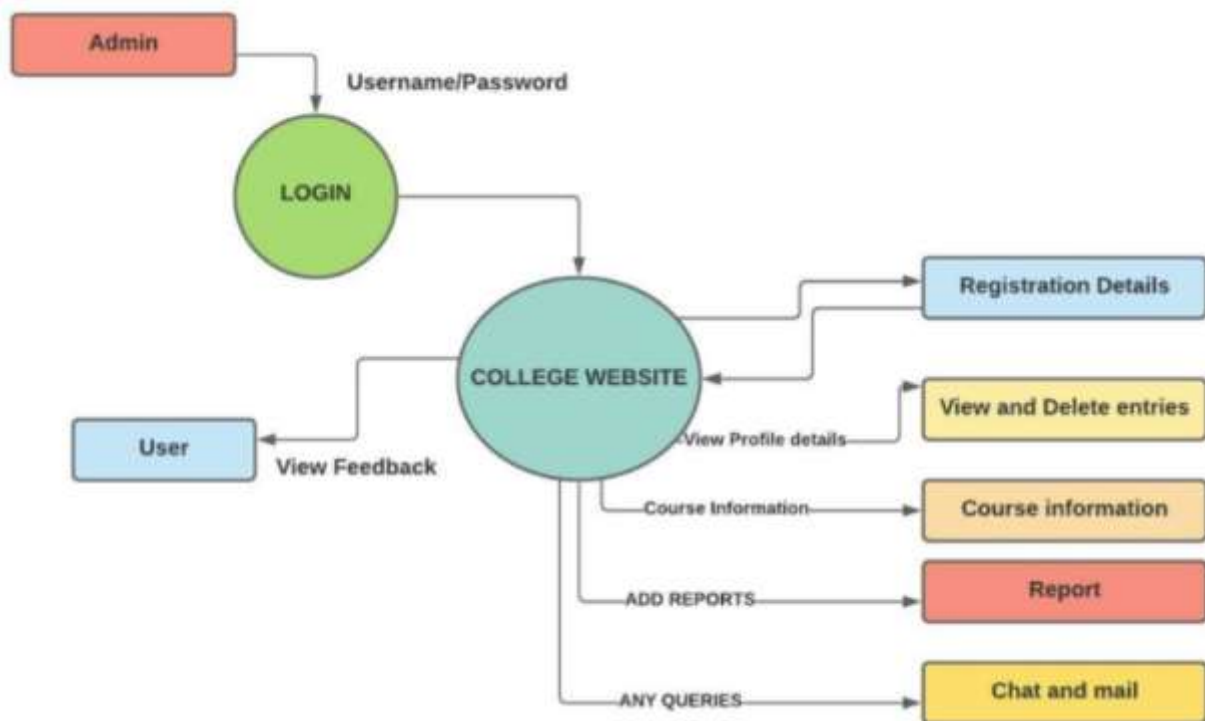 Admin
Username/Password
LOGIN
Registration Details
COLLEGE WEBSITE
View and Delete entries
View Profile details
User
View Feedback
Course Information
Course information
ADD REPORTS
Report
ANY QUERIES
Chat and mail